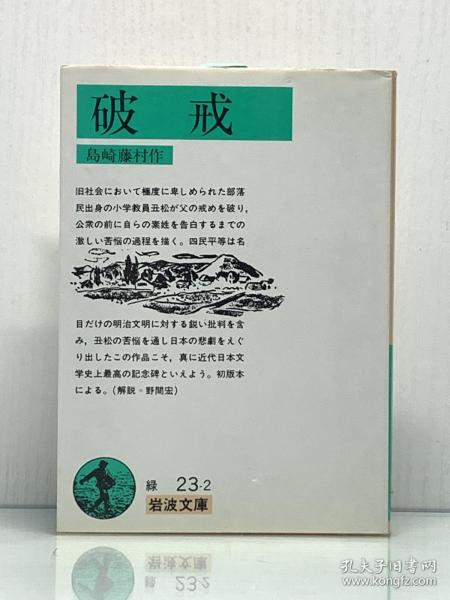 破 戒
島崎藤村作
旧社会において極度に卑しめられた部落
民出身の小学教員丑松が父の戒めを破り，
公衆の前に自らの素姓を告白するまでの
激しい苦悩の過程を描く。四民平等は名
目だけの明治文明に対する鋭い批判を含
み，丑松の苦悩を通し日本の悲劇をえぐ
り出したこの作品こそ，真に近代日本文
学史上最高の記念碑といえよう。初版本
による。（解説＝野間宏）
緑 23-2
岩波文庫
孔夫子旧书网
www.kongfz.com